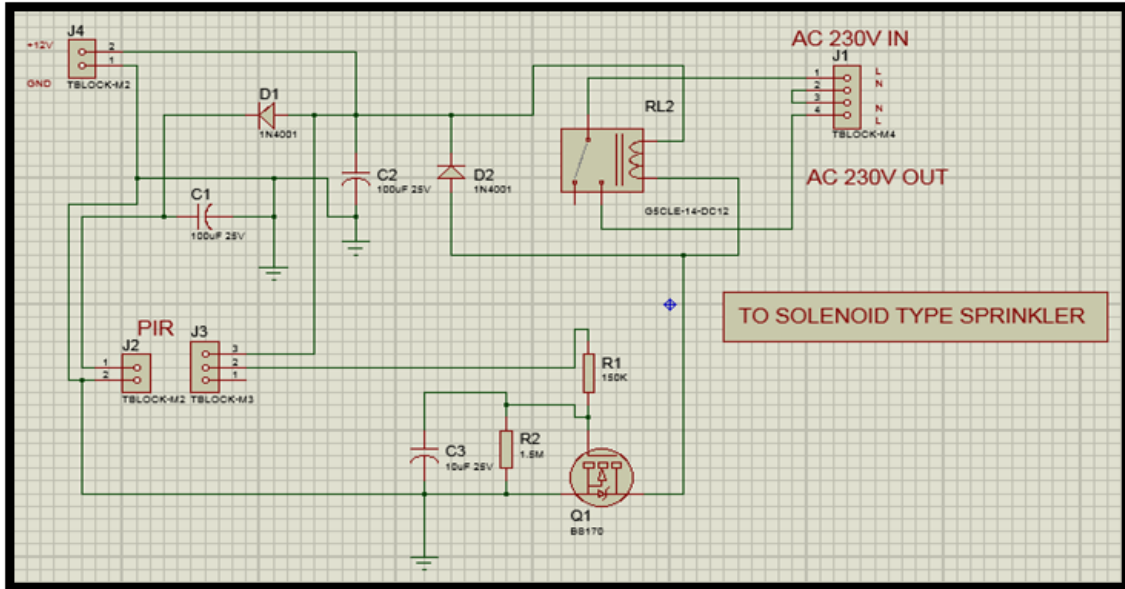 J4
+12V
2
1
GND
TBLOCK-M2
AC 230V IN
J1
1
L
2
N
3
N
4
L
TBLOCK-M4
AC 230V OUT
D1
1N4001
RL2
G5CLE-14-DC12
C2
100uF 25V
D2
1N4001
C1
100uF 25V
TO SOLENOID TYPE SPRINKLER
PIR
J2
1
2
TBLOCK-M2
J3
3
2
1
TBLOCK-M3
R1
150K
R2
1.5M
C3
10uF 25V
Q1
BS170